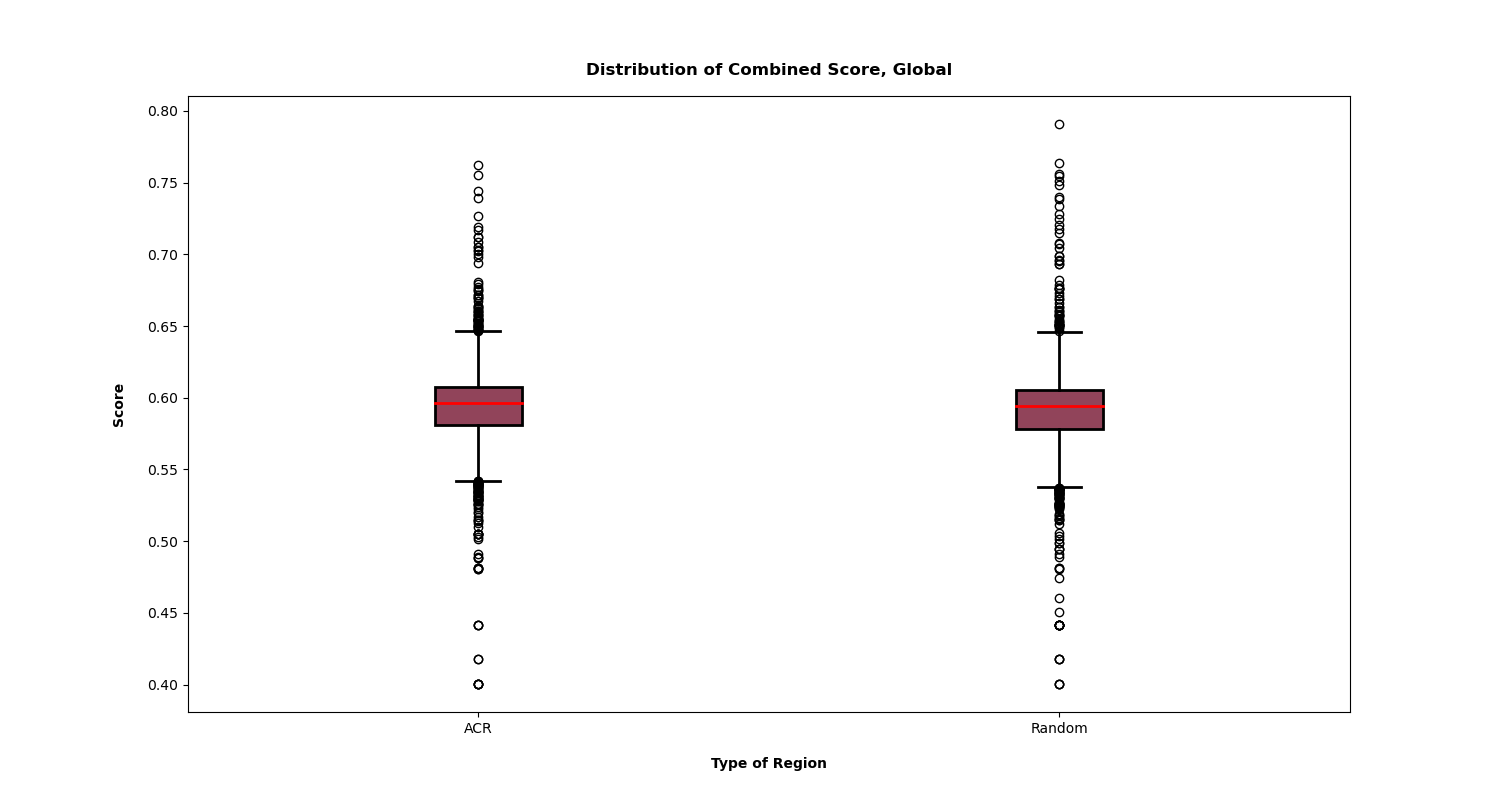 Distribution of Combined Score, Global
0.80
0.75
0.70
0.65
0.60
0.55
0.50
0.45
0.40
Score
ACR
Random
Type of Region